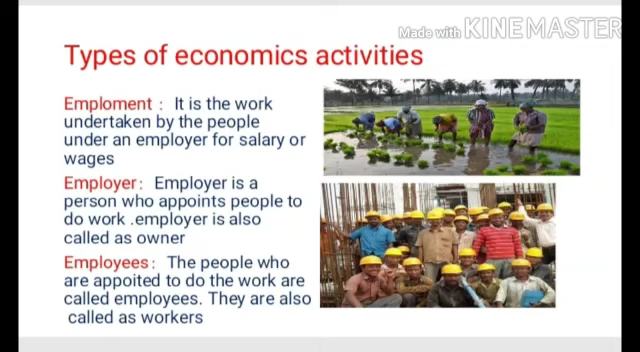 Made with KINEMASTER
Types of economics activities
Emploment : It is the work
undertaken by the people
under an employer for salary or
wages
Employer: Employer is a
person who appoints people to
do work .employer is also
called as owner
Employees: The people who
are appoited to do the work are
called employees. They are also
called as workers